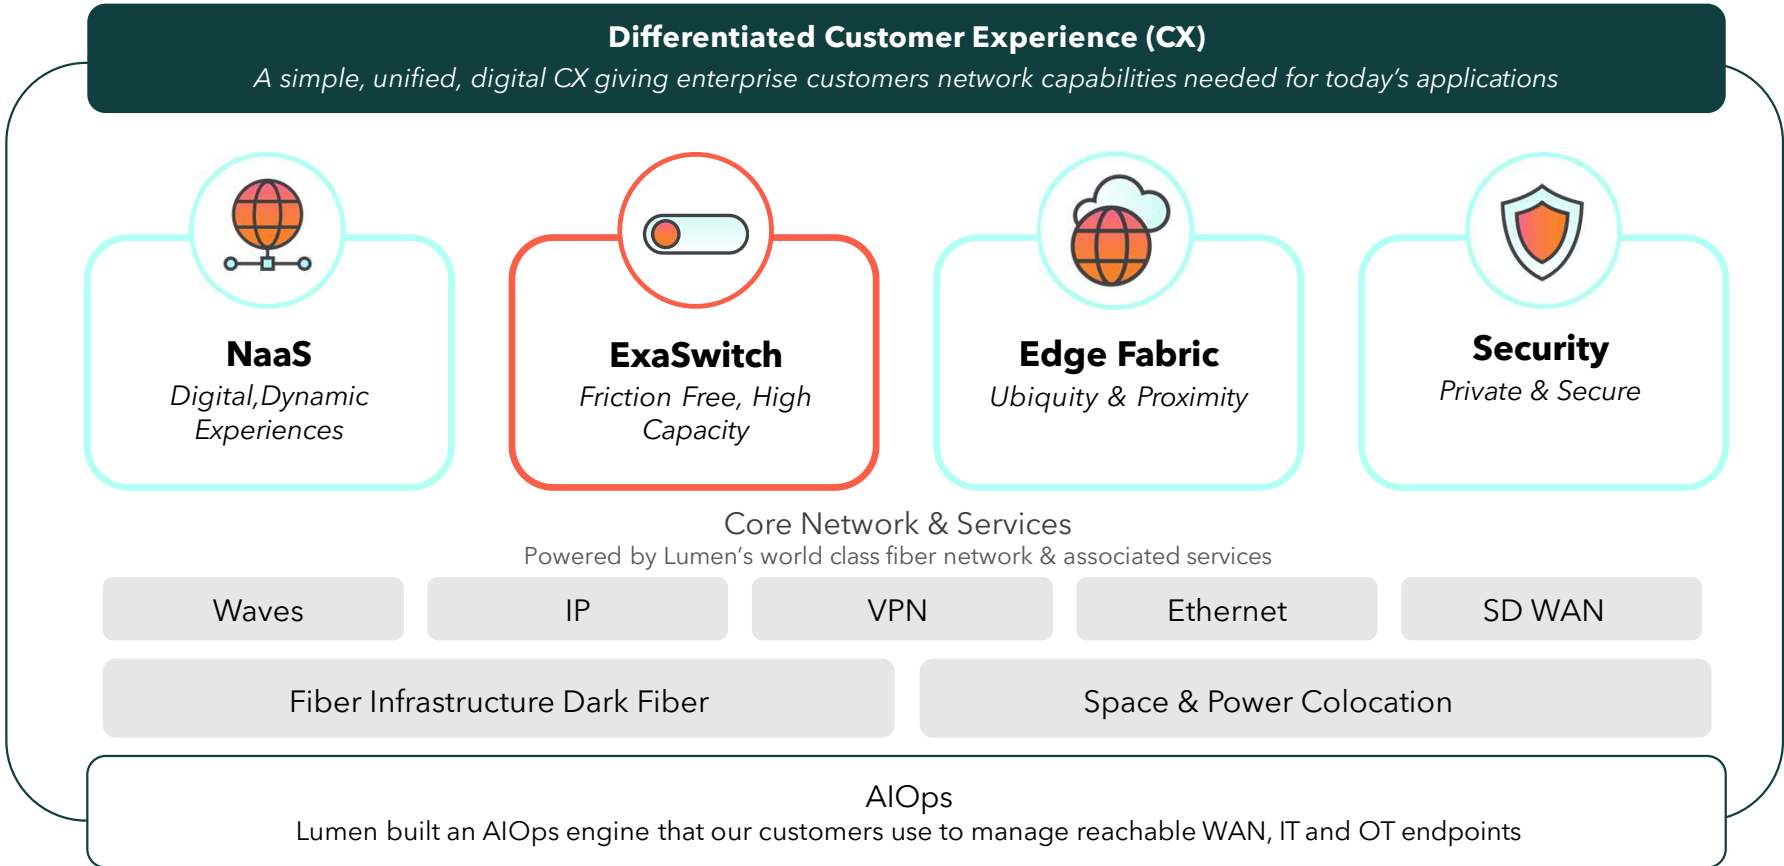 Differentiated Customer Experience (CX)
A simple, unified, digital CX giving enterprise customers network capabilities needed for today’s applications
NaaS
Digital,Dynamic
Experiences
ExaSwitch
Friction Free, High
Capacity
Edge Fabric
Ubiquity & Proximity
Security
Private & Secure
Core Network & Services
Powered by Lumen’s world class fiber network & associated services
Waves
IP
VPN
Ethernet
SD WAN
Fiber Infrastructure Dark Fiber
Space & Power Colocation
AIOps
Lumen built an AIOps engine that our customers use to manage reachable WAN, IT and OT endpoints